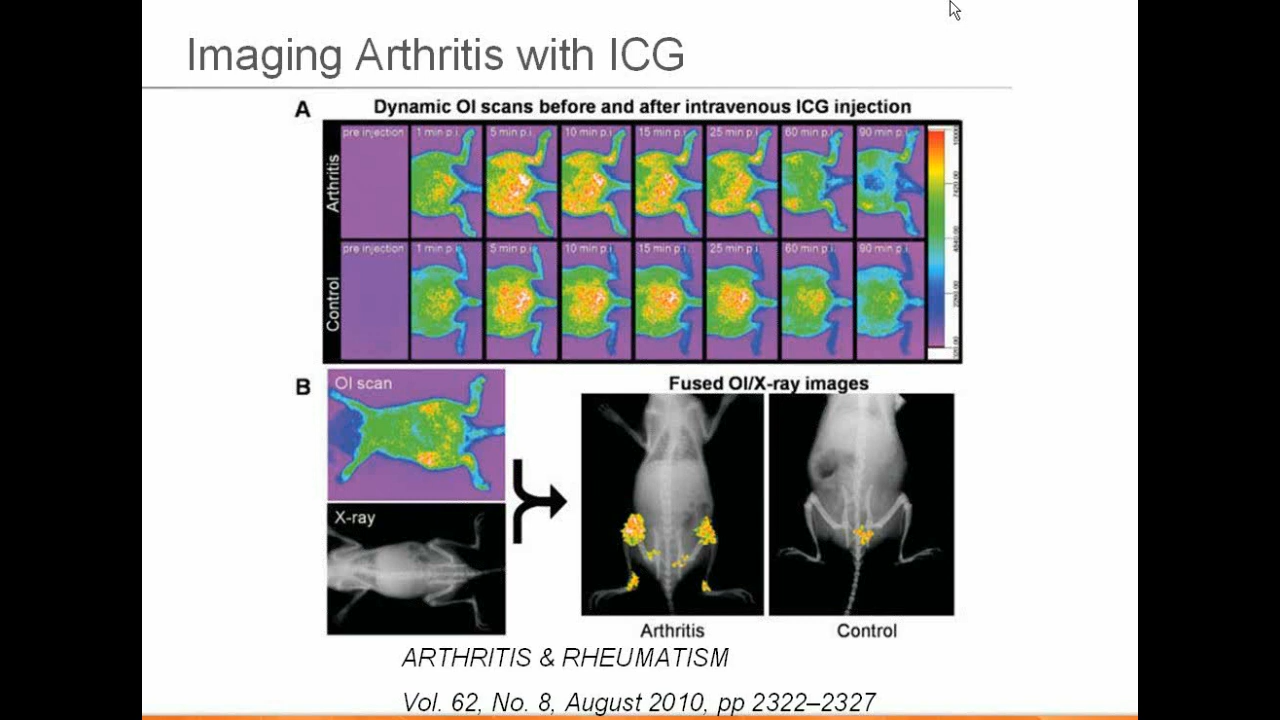 Imaging Arthritis with ICG
A
Dynamic OI scans before and after intravenous ICG injection
Arthritis
pre injection
1 min p.i.
5 min p.i.
10 min p.i.
15 min p.i.
25 min p.i.
60 min p.i.
90 min p.i.
Control
pre injection
1 min p.i.
5 min p.i.
10 min p.i.
15 min p.i.
25 min p.i.
60 min p.i.
90 min p.i.
B
OI scan
X-ray
Fused OI/X-ray images
Arthritis
Control
ARTHRITIS & RHEUMATISM
Vol. 62, No. 8, August 2010, pp 2322–2327